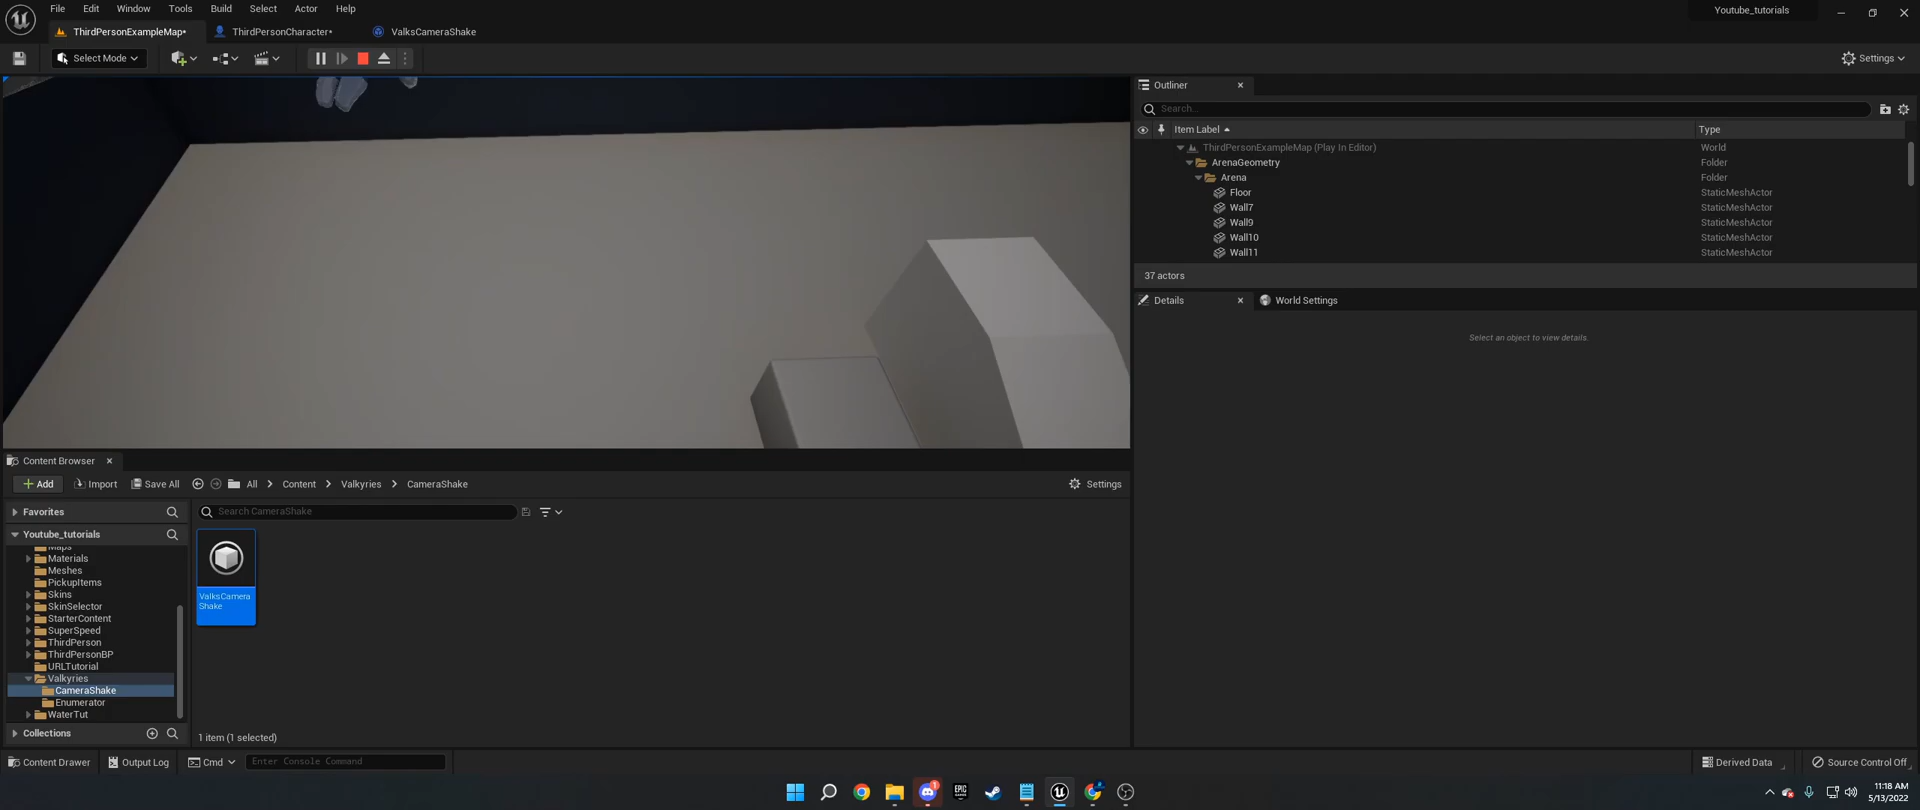 File Edit Window Tools Build Select Actor Help
Youtube_tutorials
ThirdPersonExampleMap• ThirdPersonCharacter• ValksCameraShake
Select Mode
Settings
Outliner
Search...
Item Label Type
ThirdPersonExampleMap (Play In Editor) World
ArenaGeometry Folder
Arena Folder
Floor StaticMeshActor
Wall7 StaticMeshActor
Wall9 StaticMeshActor
Wall10 StaticMeshActor
Wall11 StaticMeshActor
37 actors
Details World Settings
Select an object to view details.
Content Browser
Add Import Save All All Content Valkyries CameraShake Settings
Favorites
Search CameraShake
Youtube_tutorials
Maps
Materials
Meshes
PickupItems
Skins
SkinSelector
StarterContent
SuperSpeed
ThirdPerson
ThirdPersonBP
URLTutorial
Valkyries
CameraShake
Enumerator
WaterTut
Collections
ValksCamera
Shake
1 item (1 selected)
Content Drawer Output Log Cmd Enter Console Command Derived Data Source Control Off
EPIC
GAMES
1
11:18 AM
5/13/2022